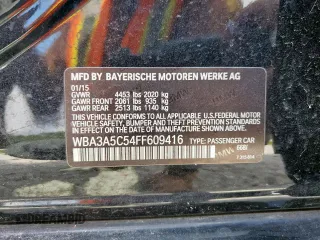 MFD BY BAYERISCHE MOTOREN WERKE AG
01/15
GVWR 4453 lbs 2020 kg
GAWR FRONT 2061 lbs 935 kg
GAWR REAR 2513 lbs 1140 kg
THIS VEHICLE CONFORMS TO ALL APPLICABLE
U.S. FEDERAL MOTOR VEHICLE SAFETY,
BUMPER AND THEFT PREVENTION STANDARDS
IN EFFECT ON THE DATE OF MANUFACTURE
SHOWN ABOVE
WBA3A5C54FF609416 TYPE: PASSENGER CAR
668